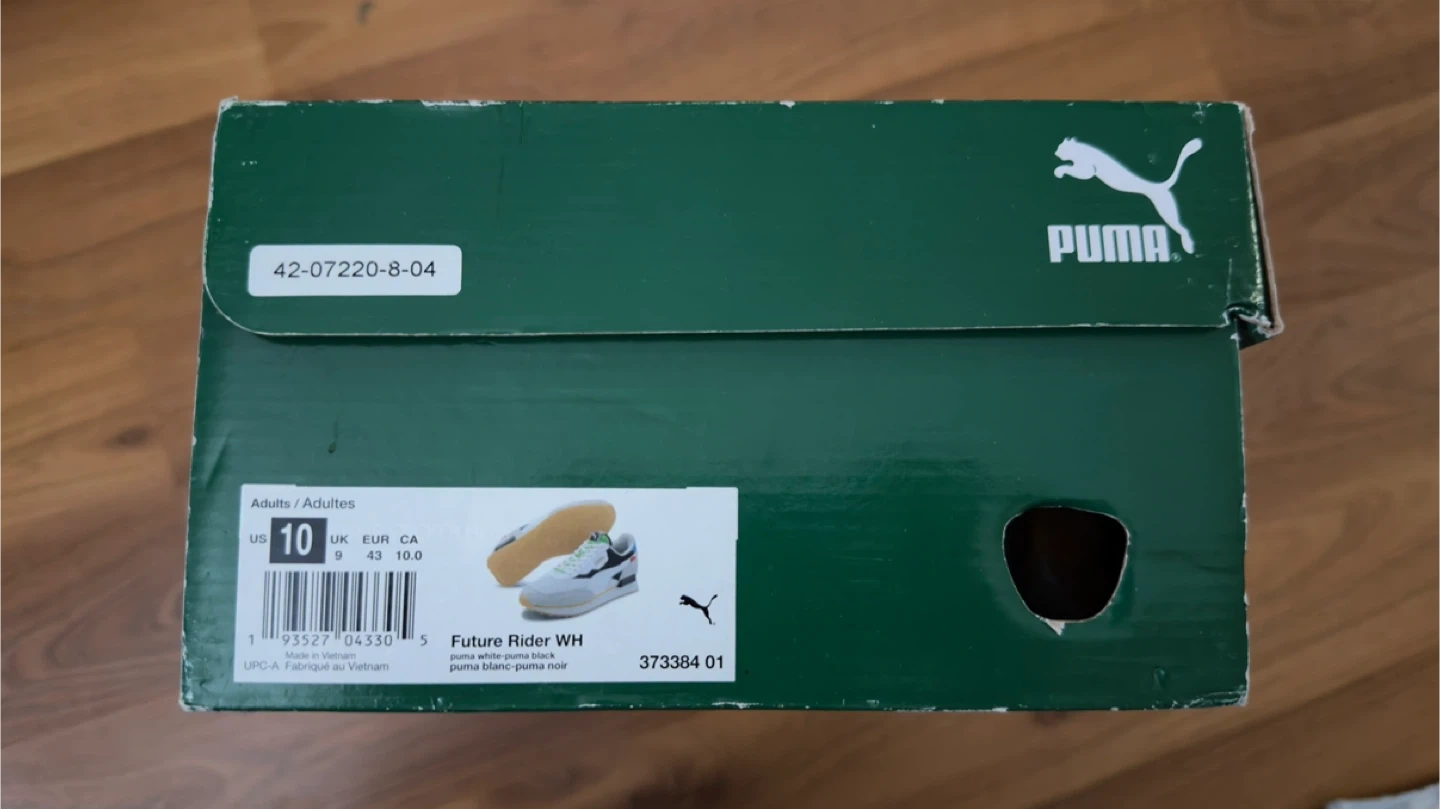 PUMA®
42-07220-8-04
Adults / Adultes
US 10 UK 9 EUR 43 CA 10.0
1 93527 04330 5
Made in Vietnam
UPC-A Fabriqué au Vietnam
Future Rider WH
puma white-puma black
puma blanc-puma noir
373384 01